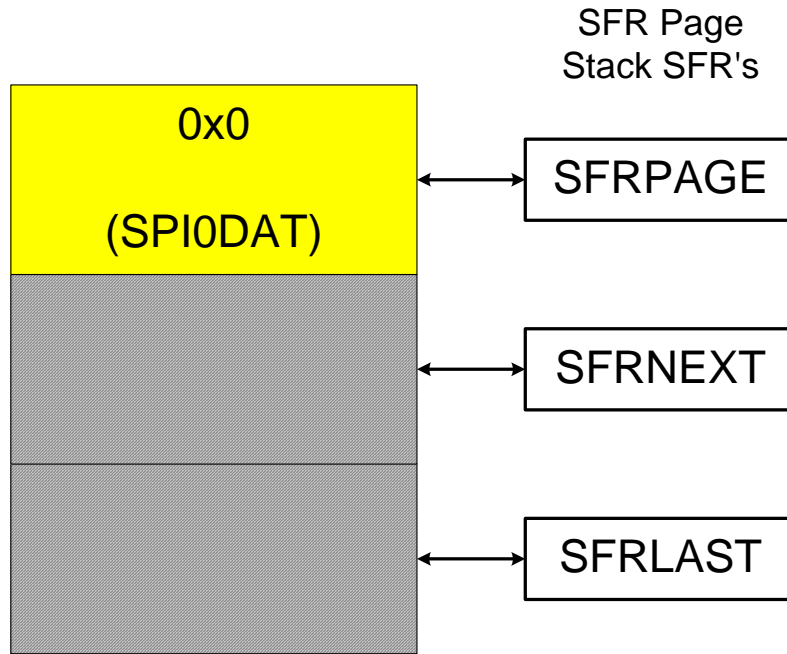 SFR Page
Stack SFR's
0x0
(SPI0DAT)
SFRPAGE
SFRNEXT
SFRLAST